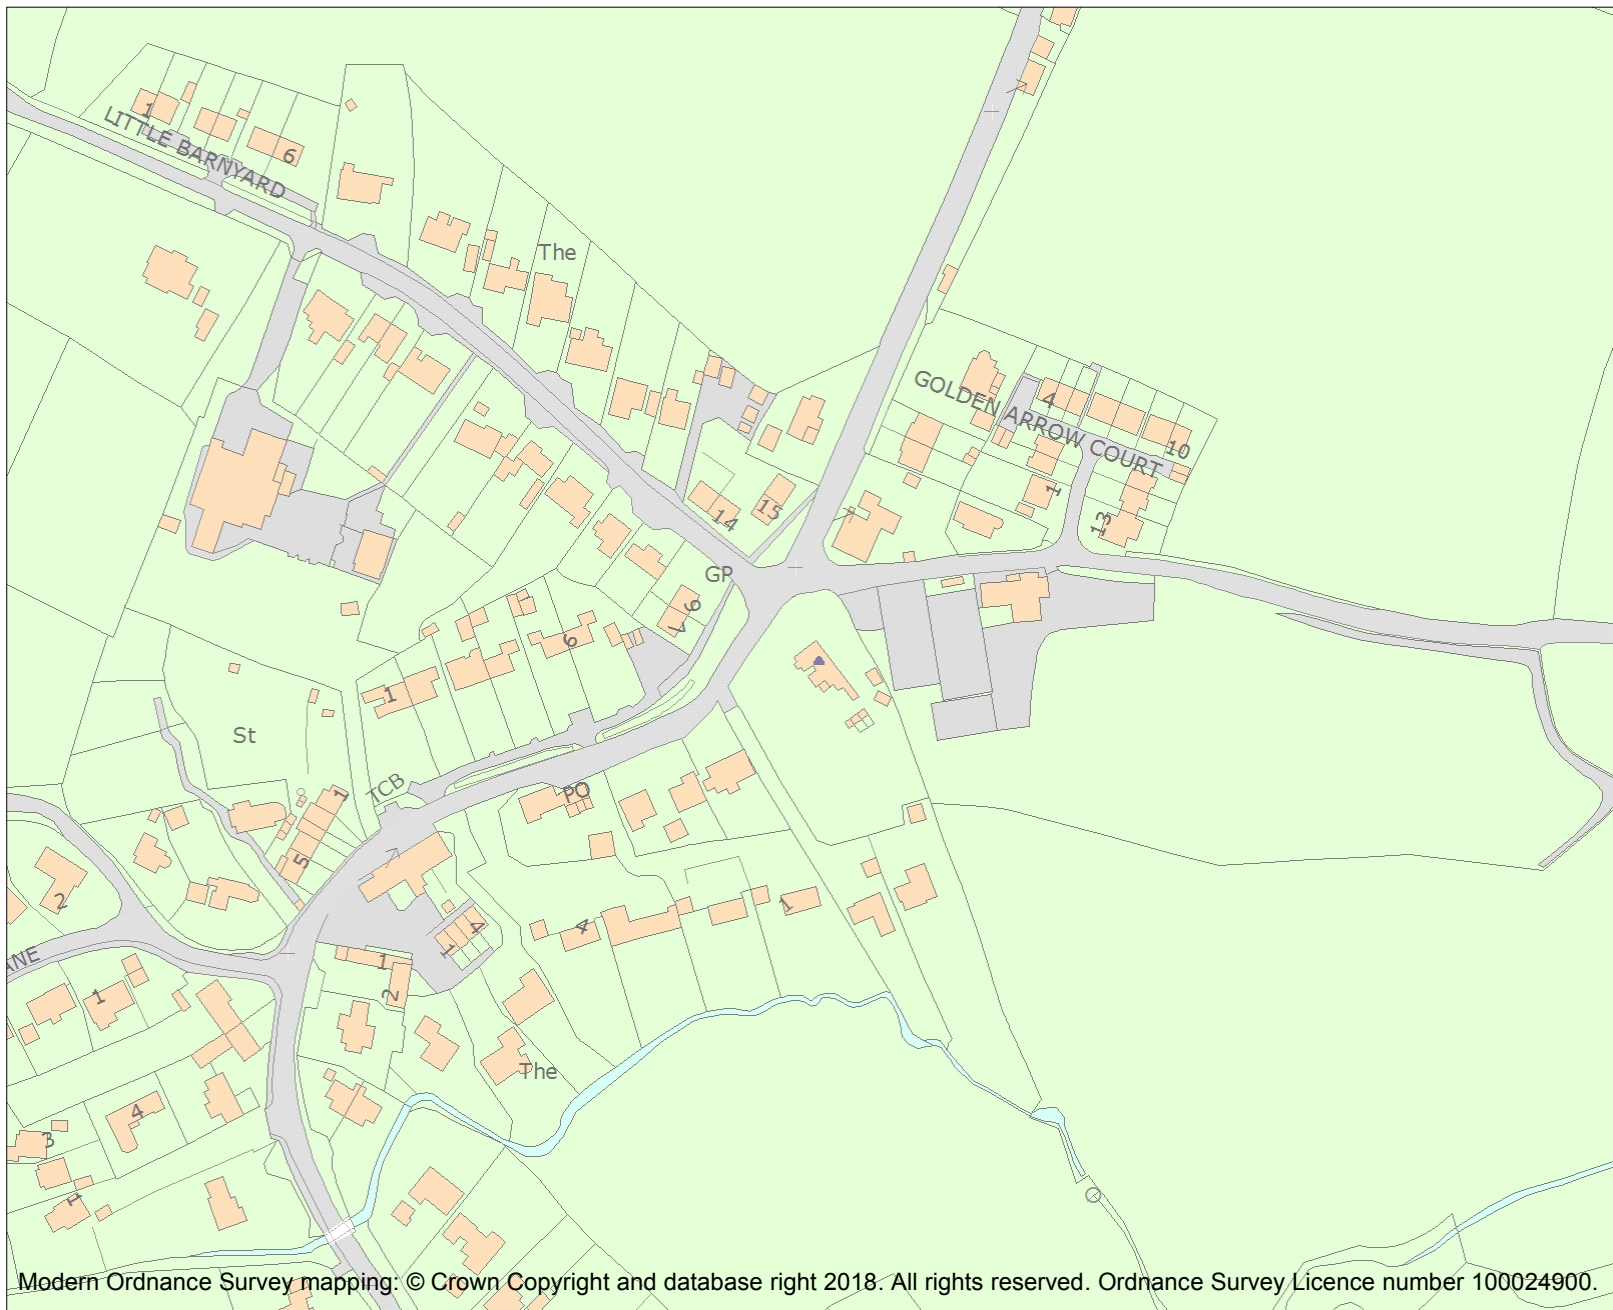 1
LITTLE BARNYARD
6
The
GOLDEN ARROW COURT
4
10
1
13
14
15
GP
6
7
9
1
St
TCB
PO
1
5
2
4
1
4
1
1
2
ANE
1
The
4
3
1
Modern Ordnance Survey mapping: © Crown Copyright and database right 2018. All rights reserved. Ordnance Survey Licence number 100024900.